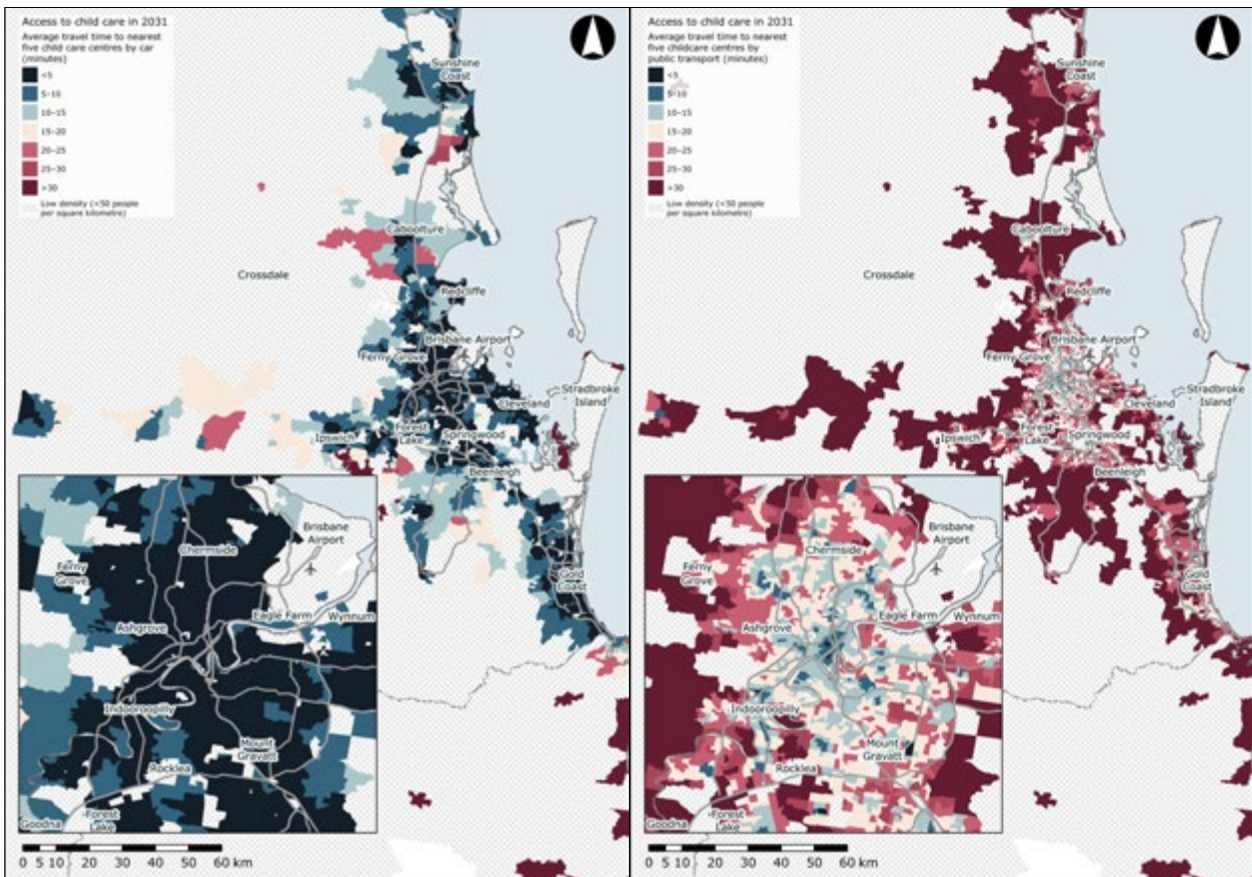 Access to child care in 2031
Average travel time to nearest
five child care centres by car
(minutes)
<5
5–10
10–15
15–20
20–25
25–30
>30
Low density (<50 people
per square kilometre)
Sunshine
Coast
Caboolture
Crossdale
Redcliffe
Brisbane Airport
Ferny Grove
Stradbroke
Island
Cleveland
Forest
Lake
Ipswich
Springwood
Beenleigh
Gold
Coast
Brisbane
Airport
Chermside
Ferny
Grove
Eagle Farm
Wynnum
Ashgrove
Indooroopilly
Mount
Gravatt
Rocklea
Forest
Lake
Goodna
0 5 10 20 30 40 50 60 km
Access to child care in 2031
Average travel time to nearest
five childcare centres by
public transport (minutes)
<5
5–10
10–15
15–20
20–25
25–30
>30
Low density (<50 people
per square kilometre)
Sunshine
Coast
Caboolture
Crossdale
Redcliffe
Brisbane Airport
Ferny Grove
Stradbroke
Island
Cleveland
Forest
Lake
Ipswich
Springwood
Beenleigh
Gold
Coast
Brisbane
Airport
Chermside
Ferny
Grove
Eagle Farm
Wynnum
Ashgrove
Indooroopilly
Mount
Gravatt
Rocklea
Forest
Lake
Goodna
0 5 10 20 30 40 50 60 km